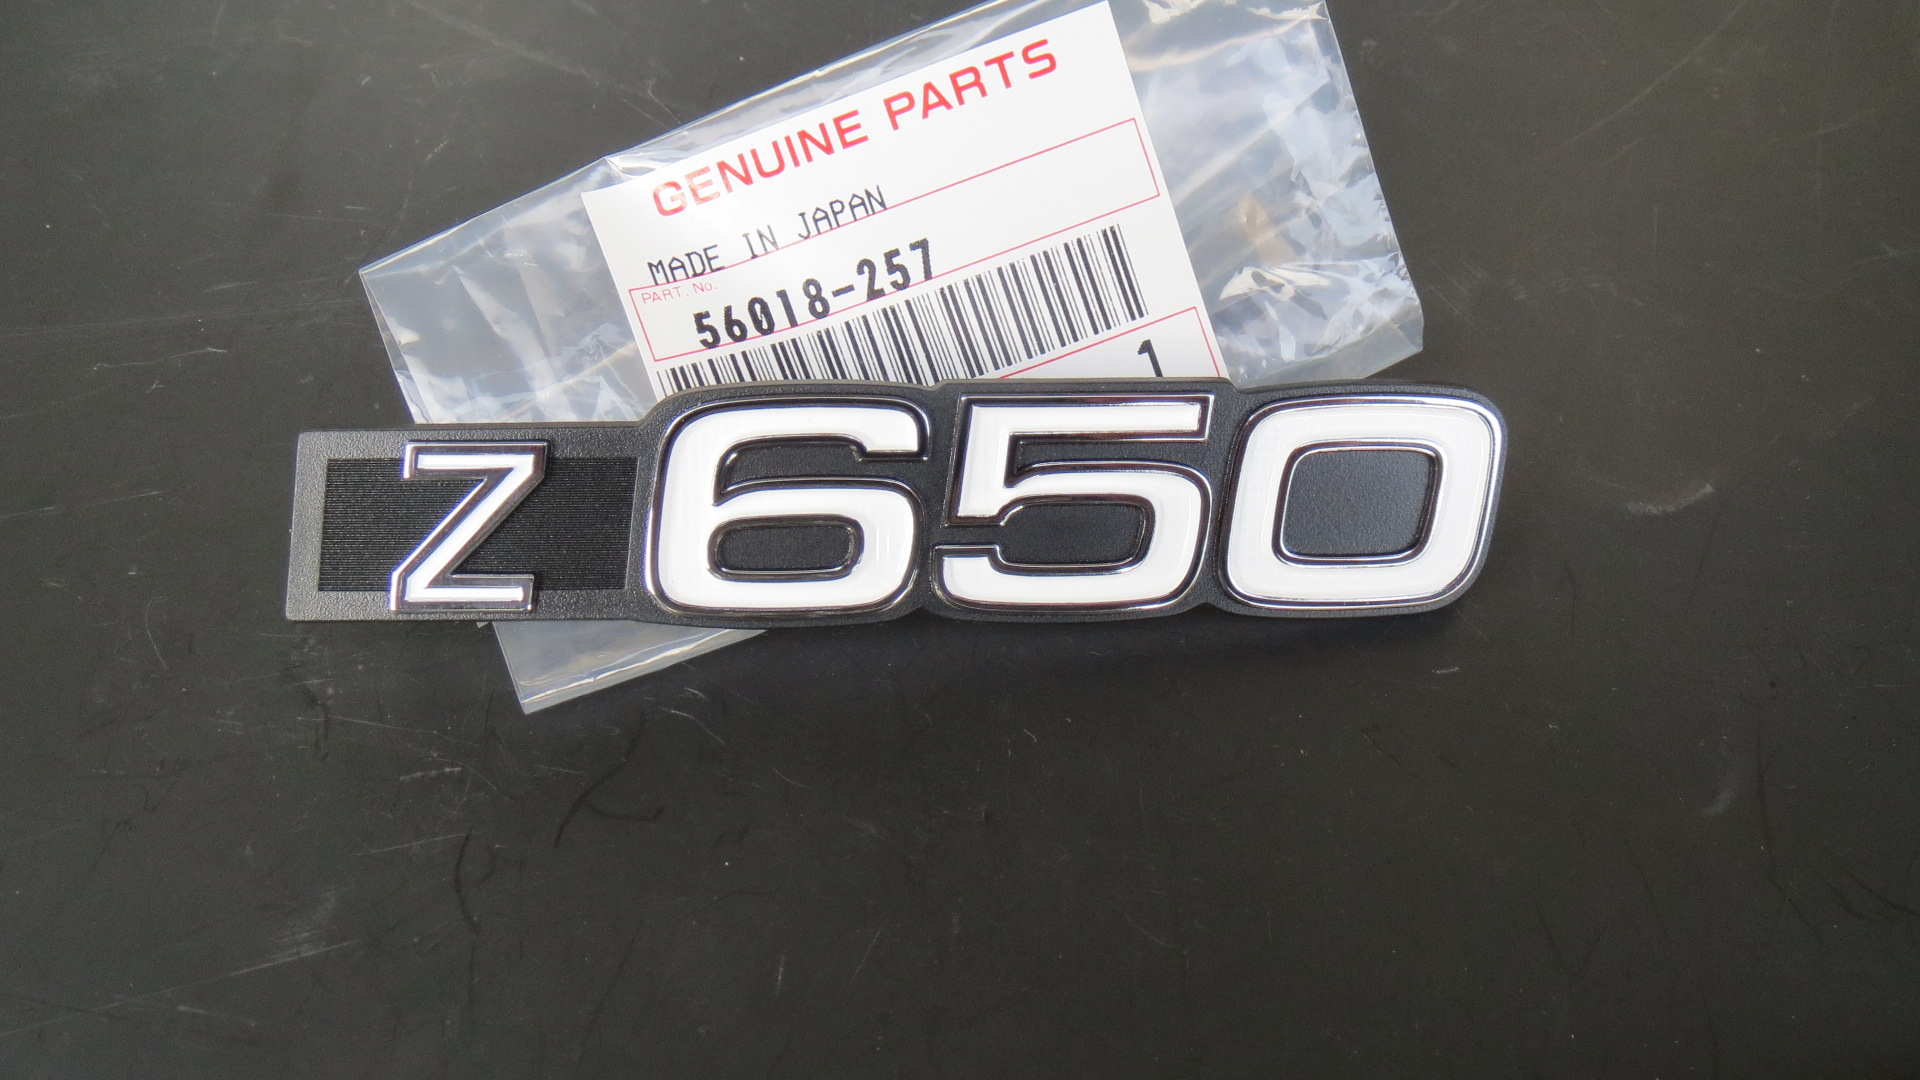 GENUINE PARTS
MADE IN JAPAN
PART. No.
56018-257
1
Z650